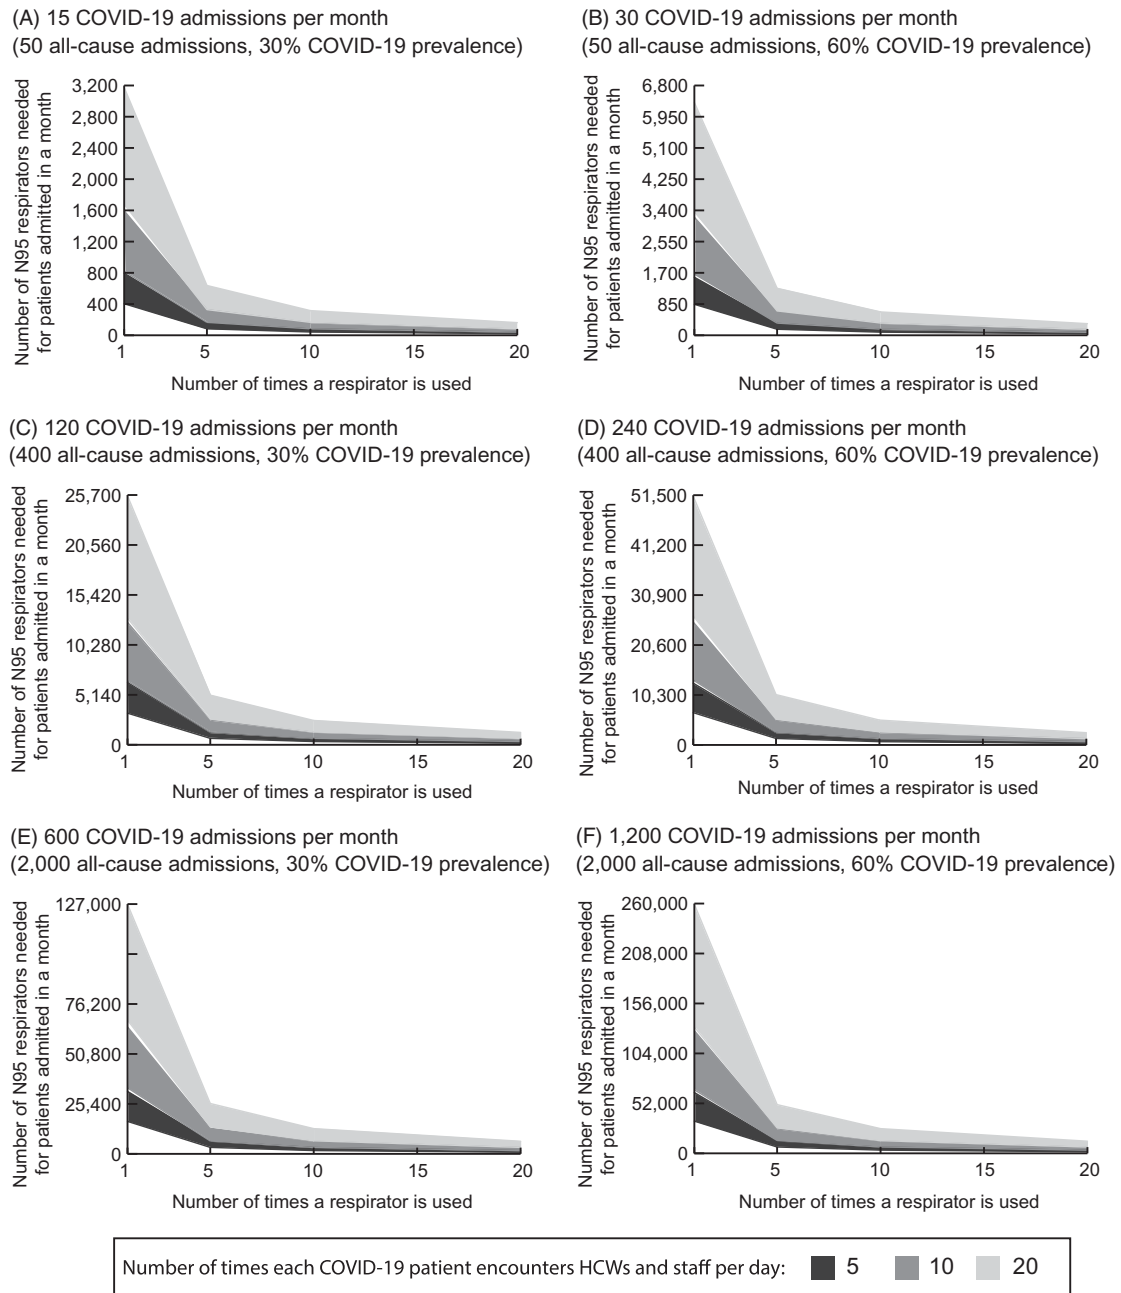 (A) 15 COVID-19 admissions per month
(50 all-cause admissions, 30% COVID-19 prevalence)
Number of N95 respirators needed
for patients admitted in a month
3,200
2,800
2,400
2,000
1,600
1,200
800
400
0
1 5 10 15 20
Number of times a respirator is used
(B) 30 COVID-19 admissions per month
(50 all-cause admissions, 60% COVID-19 prevalence)
Number of N95 respirators needed
for patients admitted in a month
6,800
5,950
5,100
4,250
3,400
2,550
1,700
850
0
1 5 10 15 20
Number of times a respirator is used
(C) 120 COVID-19 admissions per month
(400 all-cause admissions, 30% COVID-19 prevalence)
Number of N95 respirators needed
for patients admitted in a month
25,700
20,560
15,420
10,280
5,140
0
1 5 10 15 20
Number of times a respirator is used
(D) 240 COVID-19 admissions per month
(400 all-cause admissions, 60% COVID-19 prevalence)
Number of N95 respirators needed
for patients admitted in a month
51,500
41,200
30,900
20,600
10,300
0
1 5 10 15 20
Number of times a respirator is used
(E) 600 COVID-19 admissions per month
(2,000 all-cause admissions, 30% COVID-19 prevalence)
Number of N95 respirators needed
for patients admitted in a month
127,000
76,200
50,800
25,400
0
1 5 10 15 20
Number of times a respirator is used
(F) 1,200 COVID-19 admissions per month
(2,000 all-cause admissions, 60% COVID-19 prevalence)
Number of N95 respirators needed
for patients admitted in a month
260,000
208,000
156,000
104,000
52,000
0
1 5 10 15 20
Number of times a respirator is used
Number of times each COVID-19 patient encounters HCWs and staff per day: 5 10 20